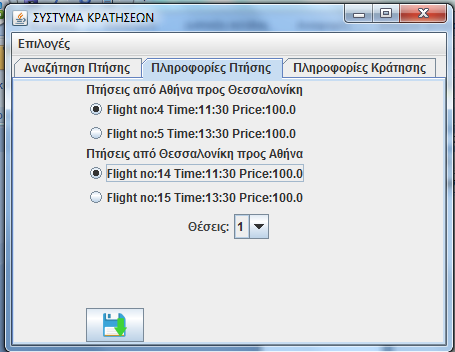 ΣΥΣΤΥΜΑ ΚΡΑΤΗΣΕΩΝ
Επιλογές
Αναζήτηση Πτήσης Πληροφορίες Πτήσης Πληροφορίες Κράτησης
Πτήσεις από Αθήνα προς Θεσσαλονίκη
Flight no:4 Time:11:30 Price:100.0
Flight no:5 Time:13:30 Price:100.0
Πτήσεις από Θεσσαλονίκη προς Αθήνα
Flight no:14 Time:11:30 Price:100.0
Flight no:15 Time:13:30 Price:100.0
Θέσεις: 1